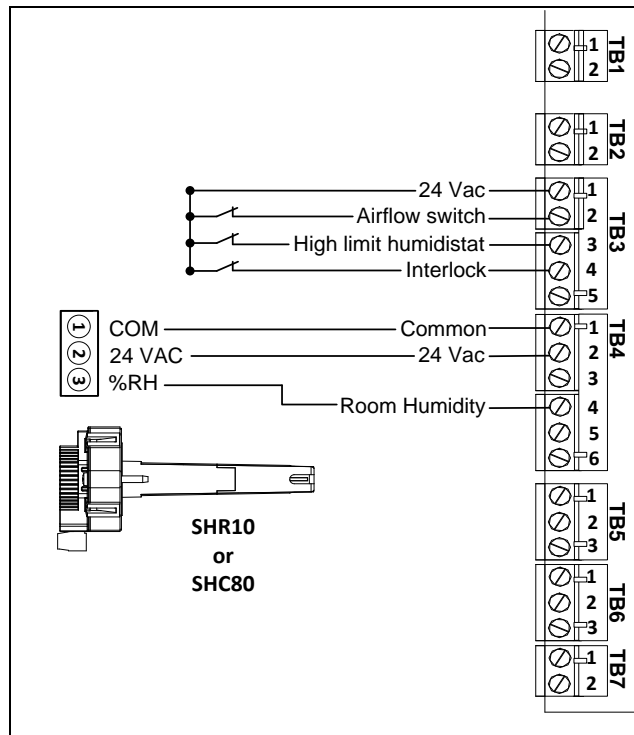 1
2
TB1
1
2
TB2
24 Vac 1
Airflow switch 2
High limit humidistat 3
Interlock 4
5
TB3
1 COM Common 1
2 24 VAC 24 Vac 2
3 %RH 3
Room Humidity 4
5
6
TB4
SHR10
or
SHC80
1
2
3
TB5
1
2
3
TB6
1
2
TB7